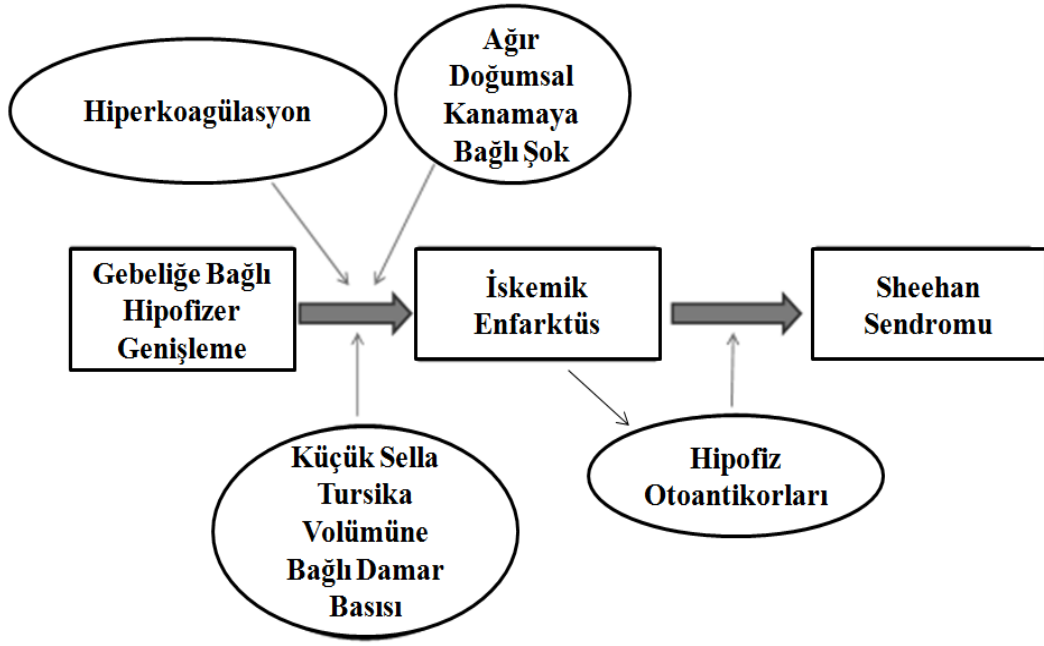 Hiperkoagülasyon
Ağır
Doğumsal
Kanamaya
Bağlı Şok
Gebeliğe Bağlı
Hipofizer
Genişleme
İskemik
Enfarktüs
Sheehan
Sendromu
Küçük Sella
Tursika
Volümüne
Bağlı Damar
Basısı
Hipofiz
Otoantikorları